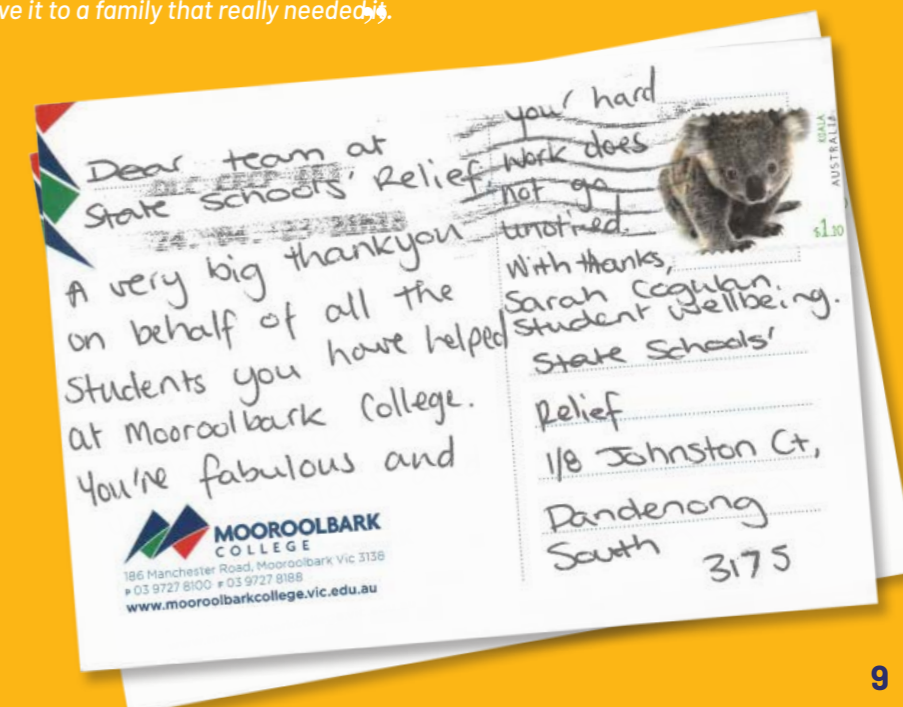 ve it to a family that really needed it.
Dear team at
State Schools' Relief,
A very big thankyou
on behalf of all the
Students you have helped
at Mooroolbark College.
You're fabulous and
your hard
work does
not go
unotired.
With thanks,
Sarah Coghlan.
Student Wellbeing.
KOALA
AUSTRALIA
$1.10
State Schools'
Relief
1/8 Johnston Ct,
Dandenong
South 3175
MOOROOLBARK
COLLEGE
186 Manchester Road, Mooroolbark Vic 3138
P 03 9727 8100 F 03 9727 8188
www.mooroolbarkcollege.vic.edu.au
9